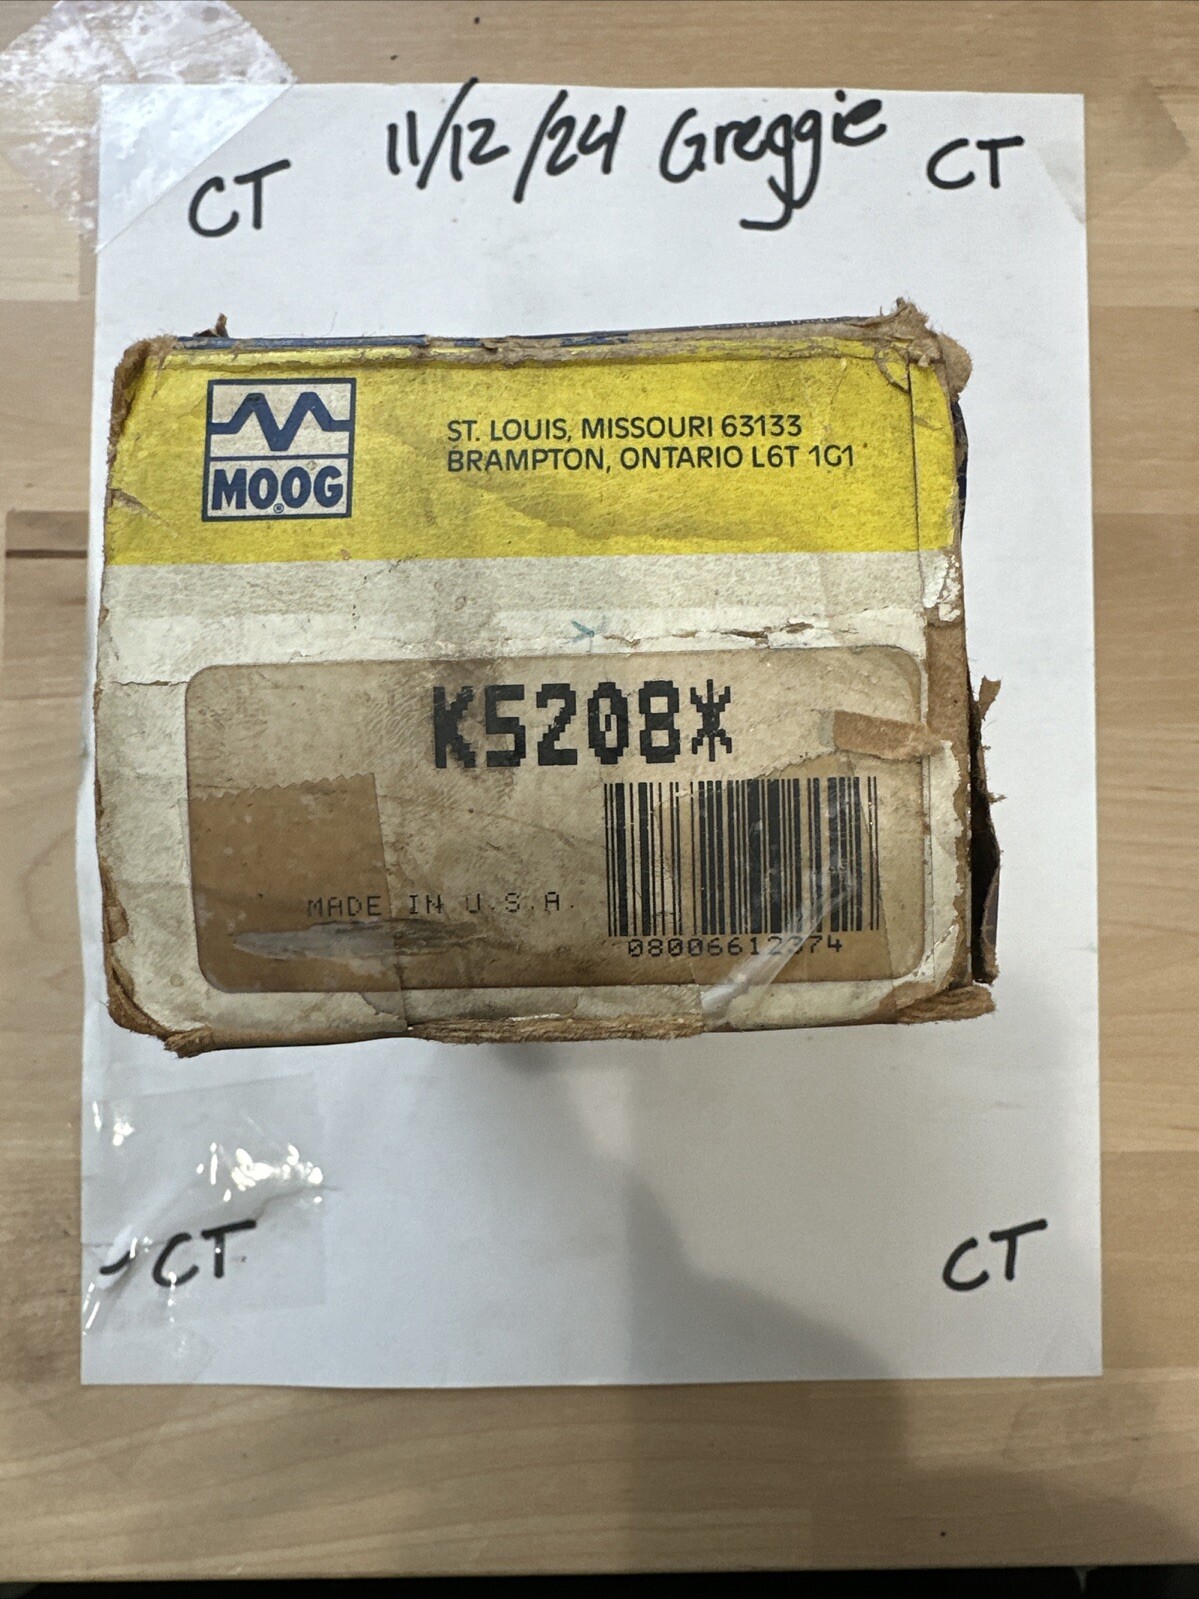 11/12/24 Greggie
CT
CT
MOOG®
ST. LOUIS, MISSOURI 63133
BRAMPTON, ONTARIO L6T 1G1
K5208*
MADE IN U.S.A.
08006612374
CT
CT